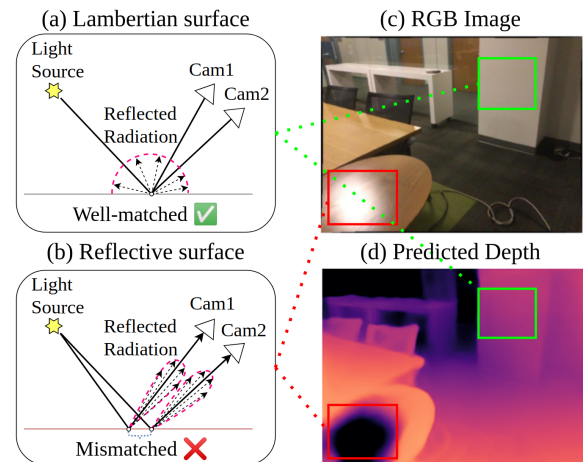 (a) Lambertian surface
Light
Source
Cam1
Cam2
Reflected
Radiation
Well-matched ✅
(b) Reflective surface
Light
Source
Cam1
Reflected
Radiation
Cam2
Mismatched ❌
(c) RGB Image
(d) Predicted Depth